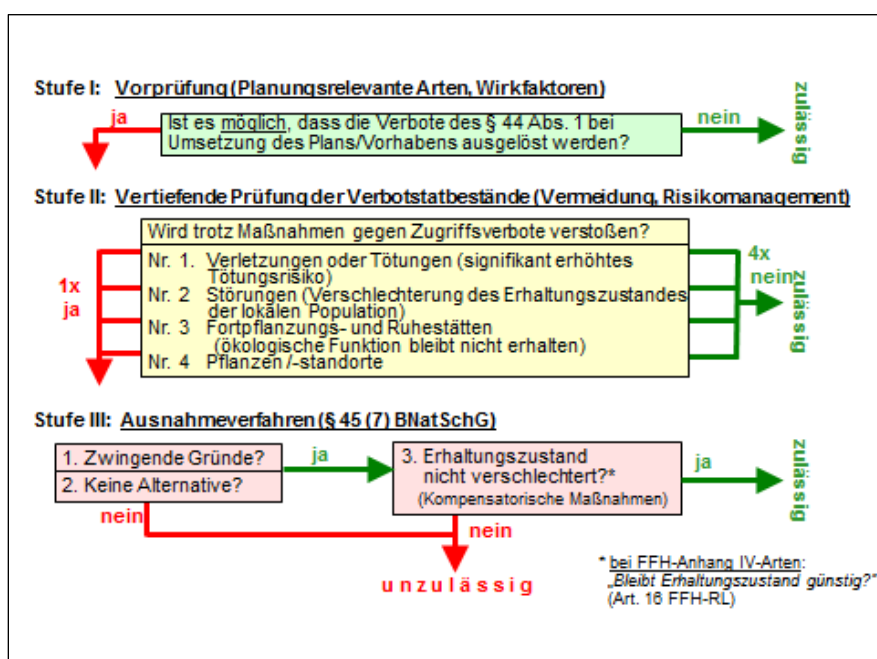 Stufe I: Vorprüfung (Planungsrelevante Arten, Wirkfaktoren)
ja
Ist es möglich, dass die Verbote des § 44 Abs. 1 bei
Umsetzung des Plans/Vorhabens ausgelöst werden?
nein
zulässig
Stufe II: Vertiefende Prüfung der Verbotstatbestände (Vermeidung, Risikomanagement)
Wird trotz Maßnahmen gegen Zugriffsverbote verstoßen?
Nr. 1. Verletzungen oder Tötungen (signifikant erhöhtes
Tötungsrisiko)
Nr. 2 Störungen (Verschlechterung des Erhaltungszustandes
der lokalen Population)
Nr. 3 Fortpflanzungs- und Ruhestätten
(ökologische Funktion bleibt nicht erhalten)
Nr. 4 Pflanzen /-standorte
1x
ja
4x
nein
zulässig
Stufe III: Ausnahmeverfahren (§ 45 (7) BNatSchG)
1. Zwingende Gründe?
2. Keine Alternative?
ja
3. Erhaltungszustand
nicht verschlechtert?*
(Kompensatorische Maßnahmen)
ja
zulässig
nein
nein
unzulässig
* bei FFH-Anhang IV-Arten:
„Bleibt Erhaltungszustand günstig?"
(Art. 16 FFH-RL)